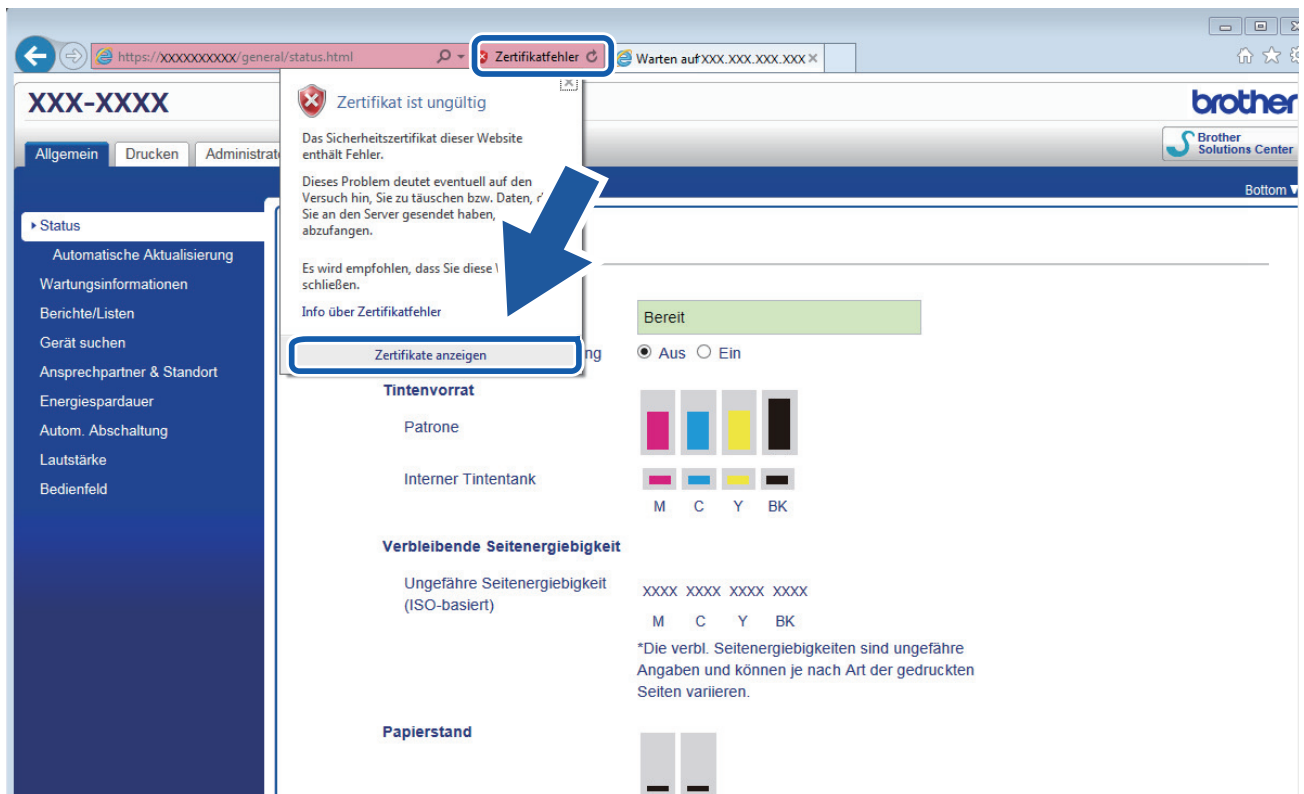 https://XXXXXXXXXX/general/status.html
Zertifikatfehler
Warten auf XXX.XXX.XXX.XXX
XXX-XXXX
brother
Brother
Solutions Center
Allgemein
Drucken
Bottom
Zertifikat ist ungültig
Das Sicherheitszertifikat dieser Website
enthält Fehler.
Dieses Problem deutet eventuell auf den
Versuch hin, Sie zu täuschen bzw. Daten,
Sie an den Server gesendet haben,
abzufangen.
Es wird empfohlen, dass Sie diese
schließen.
Info über Zertifikatfehler
Zertifikate anzeigen
Status
Automatische Aktualisierung
Wartungsinformationen
Berichte/Listen
Gerät suchen
Ansprechpartner & Standort
Energiespardauer
Autom. Abschaltung
Lautstärke
Bedienfeld
Bereit
Aus Ein
Tintenvorrat
Patrone
Interner Tintentank
M C Y BK
Verbleibende Seitenergiebigkeit
Ungefähre Seitenergiebigkeit
(ISO-basiert)
XXXX XXXX XXXX XXXX
M C Y BK
*Die verbl. Seitenergiebigkeiten sind ungefähre
Angaben und können je nach Art der gedruckten
Seiten variieren.
Papierstand